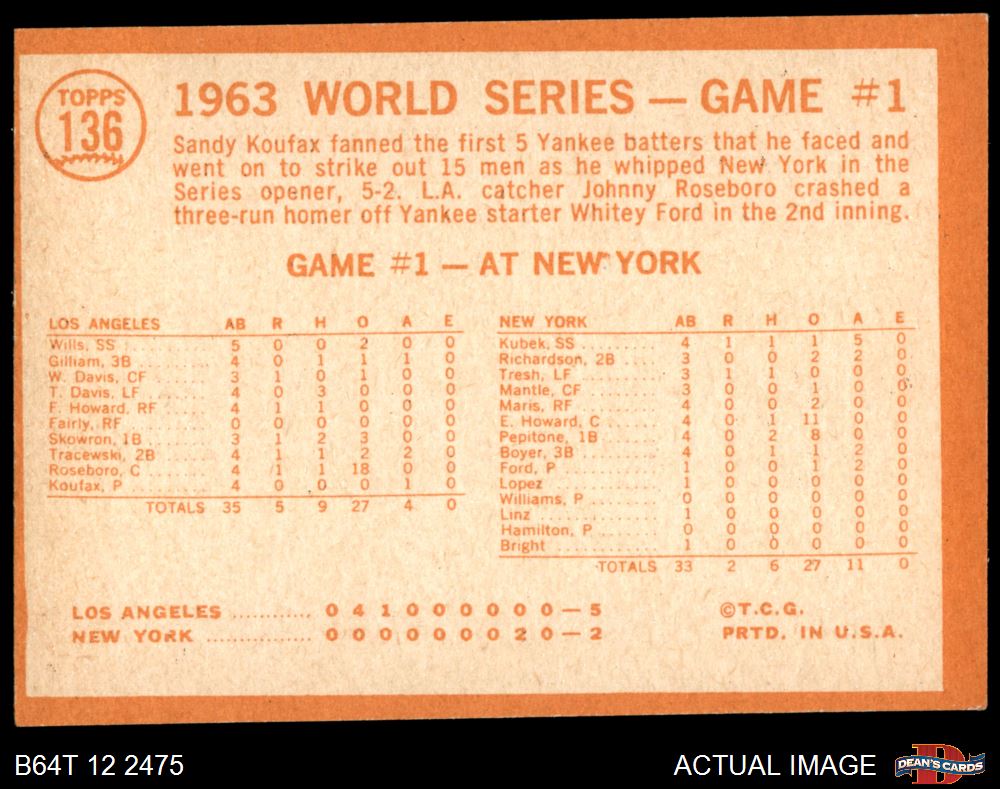 TOPPS
136
1963 WORLD SERIES — GAME #1
Sandy Koufax fanned the first 5 Yankee batters that he faced and
went on to strike out 15 men as he whipped New York in the
Series opener, 5-2. L.A. catcher Johnny Roseboro crashed a
three-run homer off Yankee starter Whitey Ford in the 2nd inning.
GAME #1 — AT NEW YORK
LOS ANGELES AB R H O A E
Wills, SS 5 0 0 2 0 0
Gilliam, 3B 4 0 1 1 1 0
W. Davis, CF 3 1 0 1 0 0
T. Davis, LF 4 0 3 0 0 0
F. Howard, RF 4 1 1 0 0 0
Fairly, RF 0 0 0 0 0 0
Skowron, 1B 3 1 2 3 0 0
Tracewski, 2B 4 1 1 2 2 0
Roseboro, C 4 1 1 18 0 0
Koufax, P 4 0 0 0 1 0
TOTALS 35 5 9 27 4 0
NEW YORK AB R H O A E
Kubek, SS 4 1 1 1 5 0
Richardson, 2B 3 0 0 2 2 0
Tresh, LF 3 1 1 0 0 0
Mantle, CF 3 0 0 1 0 0
Maris, RF 4 0 0 2 0 0
E. Howard, C 4 0 1 11 0 0
Pepitone, 1B 4 0 2 8 0 0
Boyer, 3B 4 0 1 1 2 0
Ford, P 1 0 0 1 2 0
Lopez 1 0 0 0 0 0
Williams, P 0 0 0 0 0 0
Linz 1 0 0 0 0 0
Hamilton, P 0 0 0 0 0 0
Bright 1 0 0 0 0 0
TOTALS 33 2 6 27 11 0
LOS ANGELES 0 4 1 0 0 0 0 0 0 — 5
NEW YORK 0 0 0 0 0 0 0 2 0 — 2
©T.C.G.
PRTD. IN U.S.A.
B64T 12 2475
ACTUAL IMAGE
DEAN'S CARDS